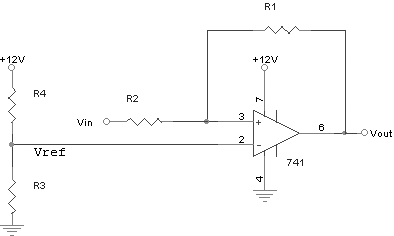 R1
+12V
+12V
R4
7
R2
Vin
3
+
6
Vout
2
-
Vref
741
4
R3